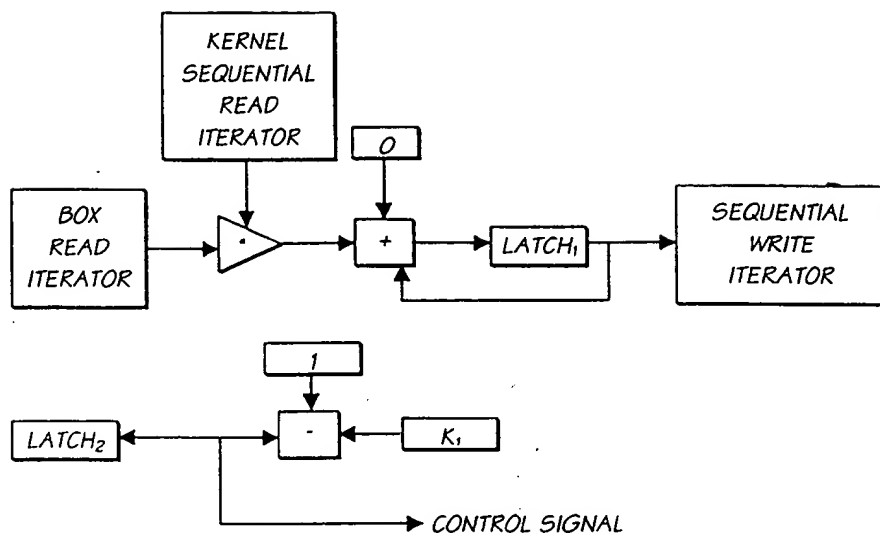 KERNEL
SEQUENTIAL
READ
ITERATOR
0
BOX
READ
ITERATOR
+
LATCH₁
SEQUENTIAL
WRITE
ITERATOR
1
LATCH₂
-
K₁
CONTROL SIGNAL